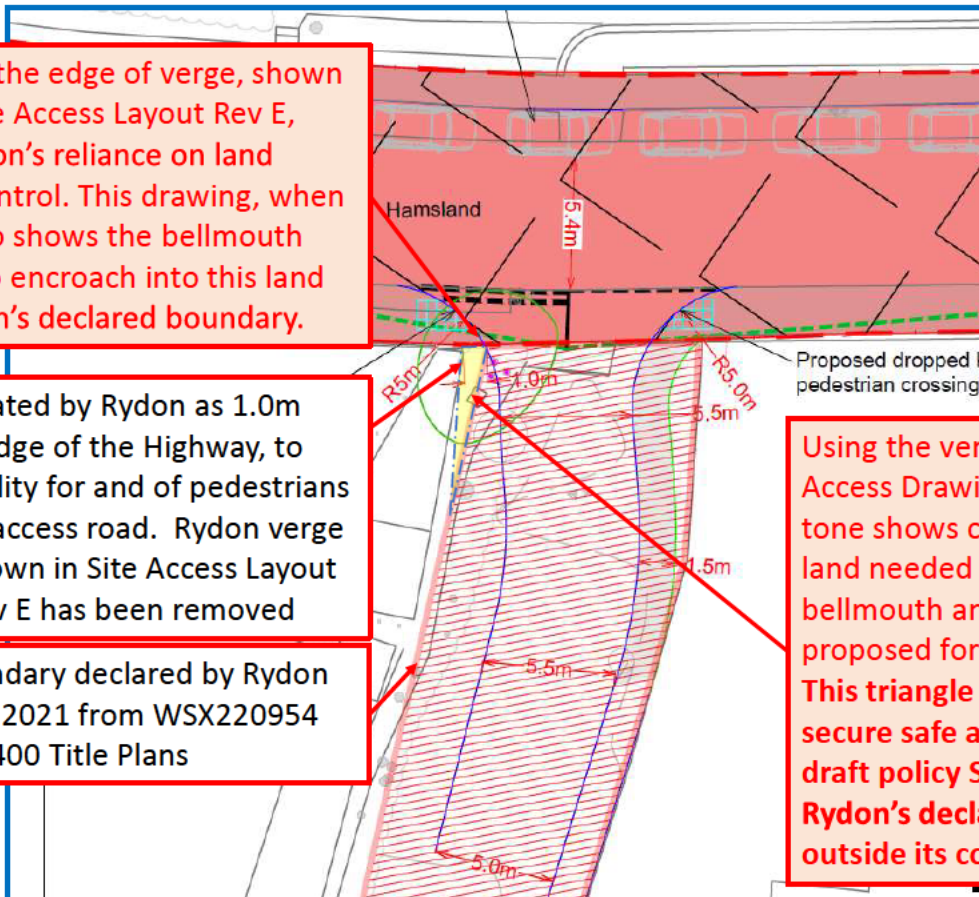 the edge of verge, shown
e Access Layout Rev E,
on's reliance on land
ntrol. This drawing, when
o shows the bellmouth
o encroach into this land
n's declared boundary.
Hamsland
5.4m
R5m
1.0m
R5.0m
5.5m
Proposed dropped
pedestrian crossing
ated by Rydon as 1.0m
dge of the Highway, to
lity for and of pedestrians
access road. Rydon verge
own in Site Access Layout
v E has been removed
1.5m
5.5m
ndary declared by Rydon
2021 from WSX220954
400 Title Plans
Using the ver
Access Drawi
tone shows o
land needed
bellmouth an
proposed for
This triangle
secure safe a
draft policy S
Rydon's decla
outside its co
5.0m